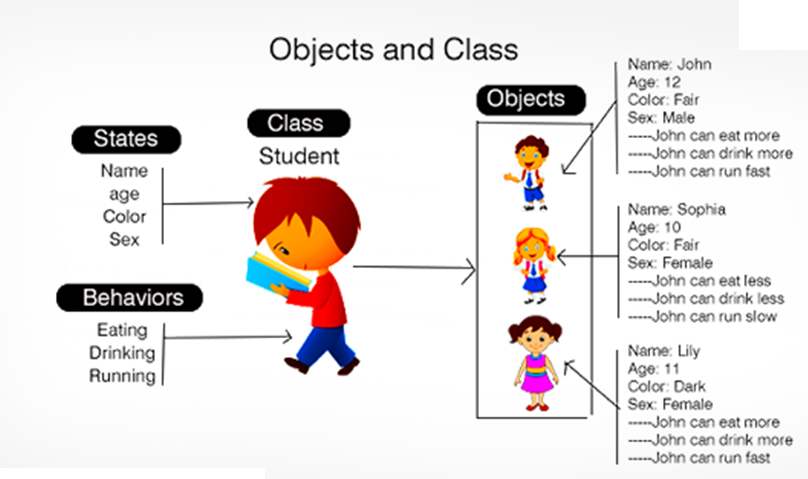 Objects and Class
States
Name
age
Color
Sex
Behaviors
Eating
Drinking
Running
Class
Student
Objects
Name: John
Age: 12
Color: Fair
Sex: Male
-----John can eat more
-----John can drink more
-----John can run fast
Name: Sophia
Age: 10
Color: Fair
Sex: Female
-----John can eat less
-----John can drink less
-----John can run slow
Name: Lily
Age: 11
Color: Dark
Sex: Female
-----John can eat more
-----John can drink more
-----John can run fast